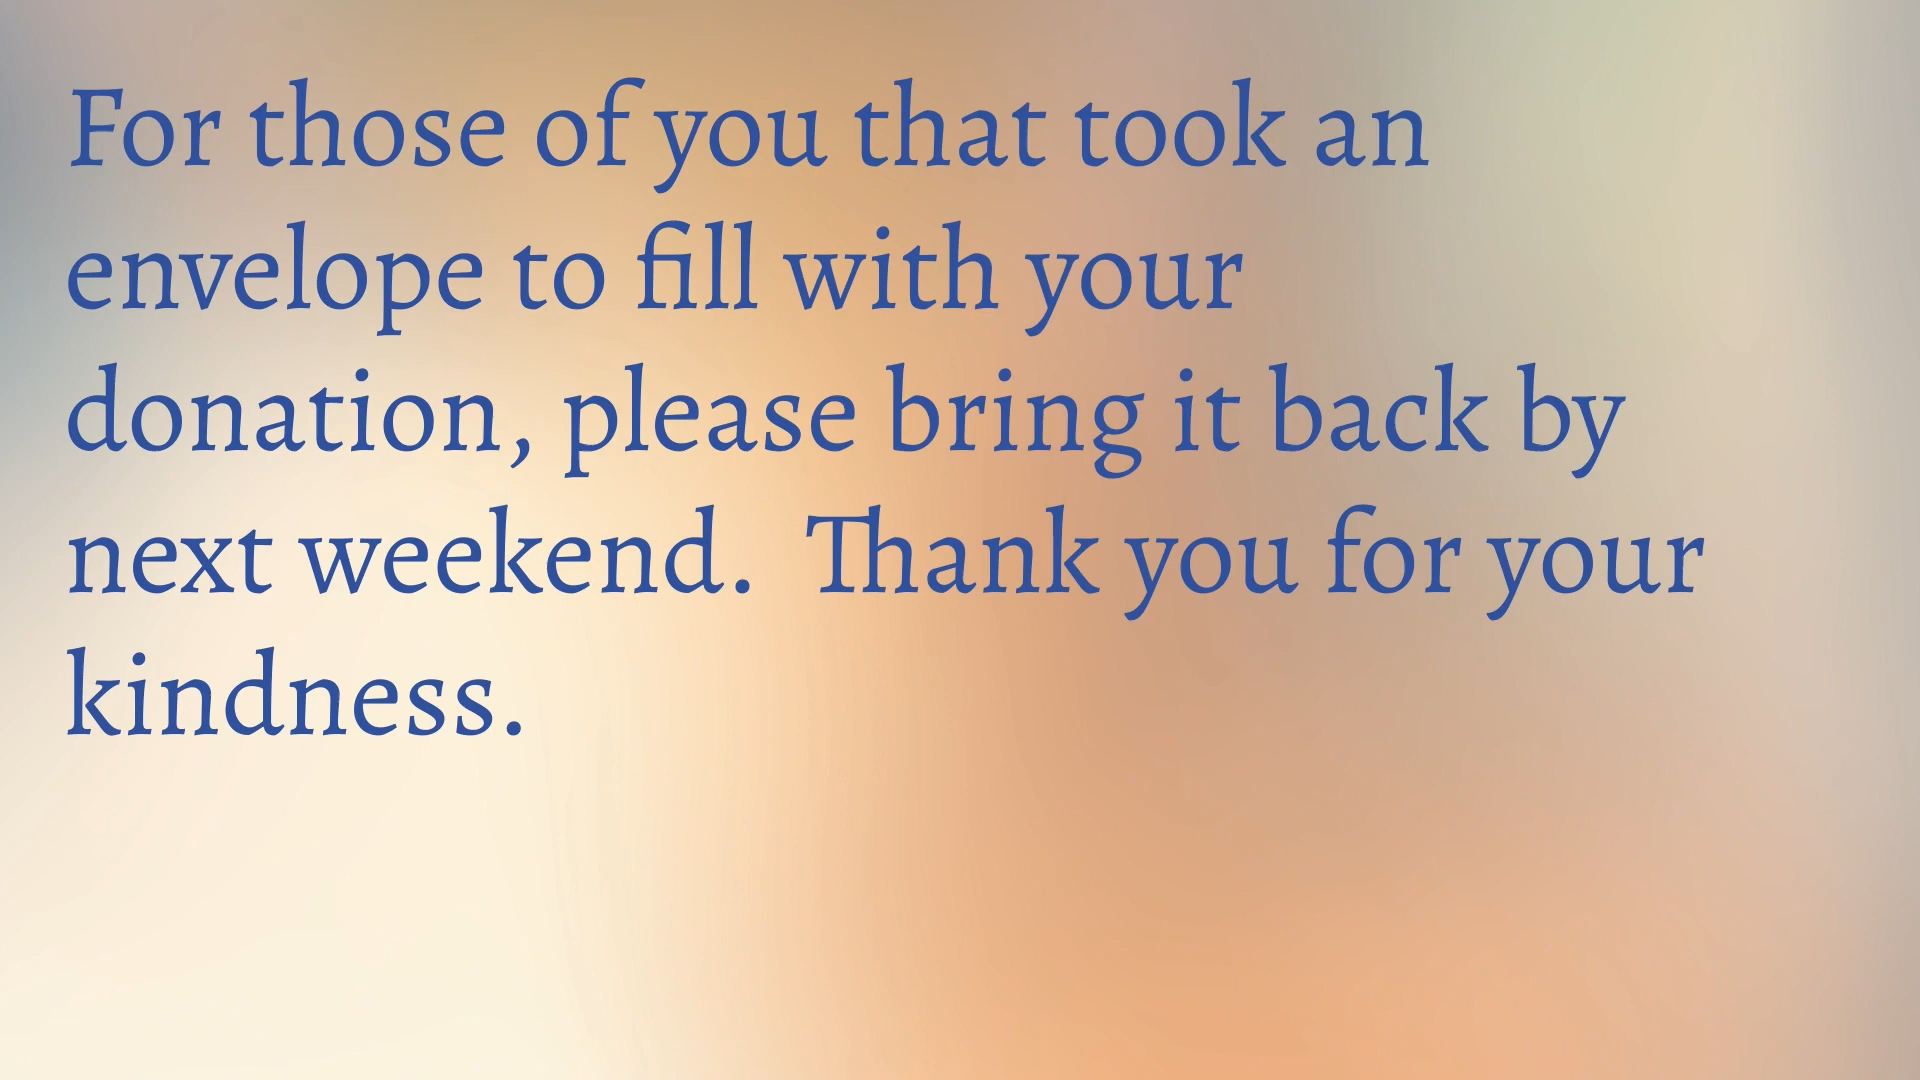 For those of you that took an
envelope to fill with your
donation, please bring it back by
next weekend.  Thank you for your
kindness.